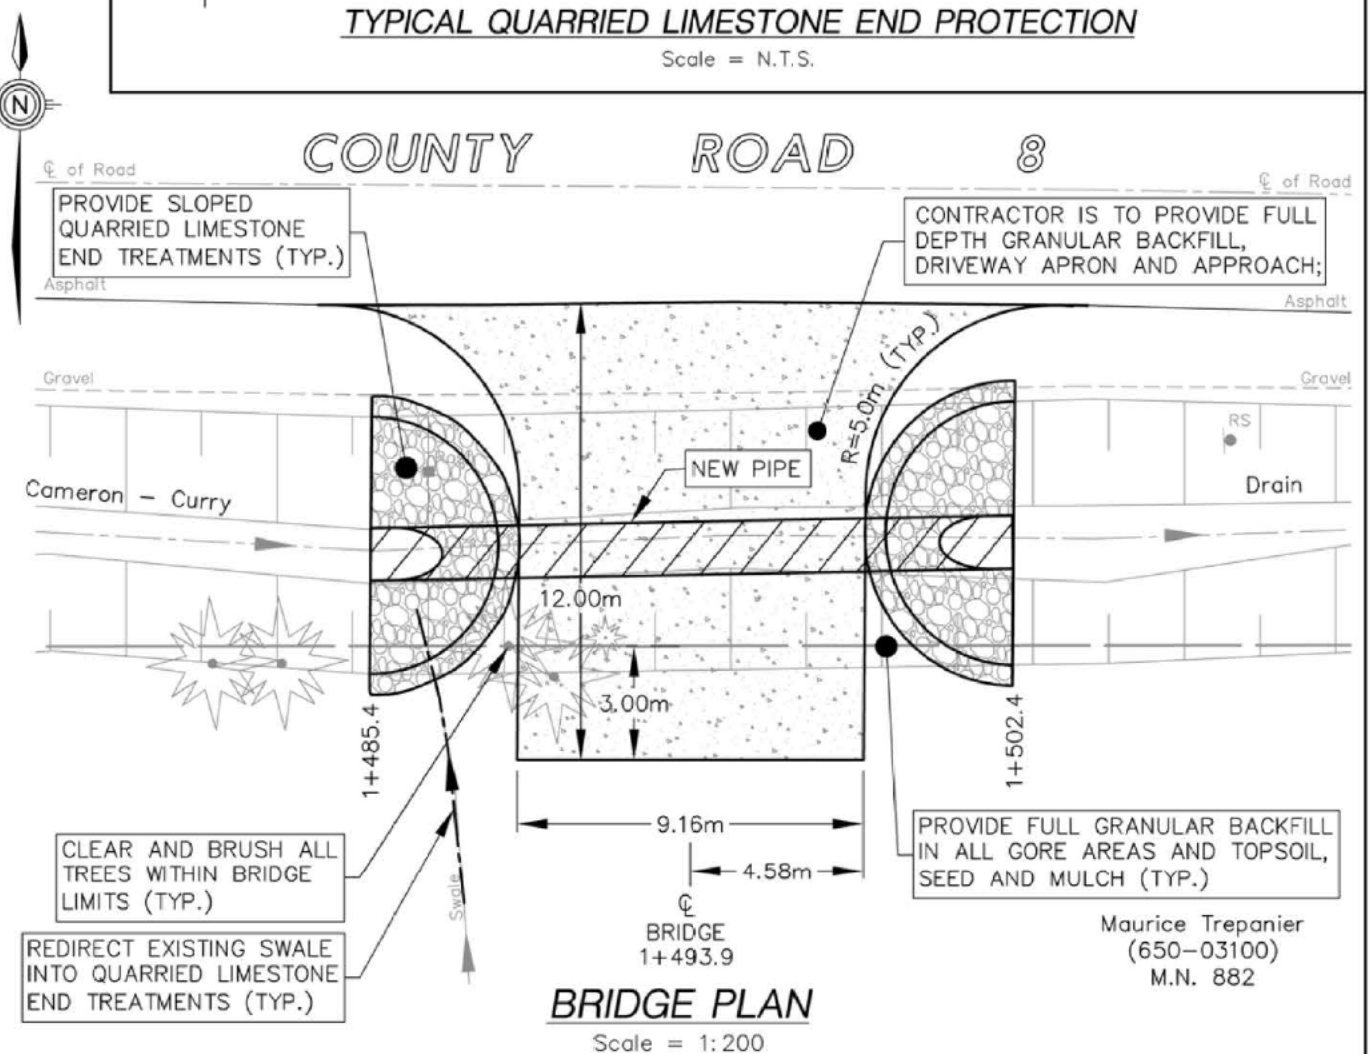 TYPICAL QUARRIED LIMESTONE END PROTECTION
Scale = N.T.S.
N
COUNTY ROAD 8
℄ of Road
℄ of Road
PROVIDE SLOPED
QUARRIED LIMESTONE
END TREATMENTS (TYP.)
CONTRACTOR IS TO PROVIDE FULL
DEPTH GRANULAR BACKFILL,
DRIVEWAY APRON AND APPROACH;
Asphalt
Asphalt
R=5.0m (TYP.)
Gravel
Gravel
RS
NEW PIPE
Cameron - Curry
Drain
12.00m
3.00m
1+485.4
1+502.4
9.16m
4.58m
℄
BRIDGE
1+493.9
CLEAR AND BRUSH ALL
TREES WITHIN BRIDGE
LIMITS (TYP.)
Swale
PROVIDE FULL GRANULAR BACKFILL
IN ALL GORE AREAS AND TOPSOIL,
SEED AND MULCH (TYP.)
REDIRECT EXISTING SWALE
INTO QUARRIED LIMESTONE
END TREATMENTS (TYP.)
Maurice Trepanier
(650-03100)
M.N. 882
BRIDGE PLAN
Scale = 1:200